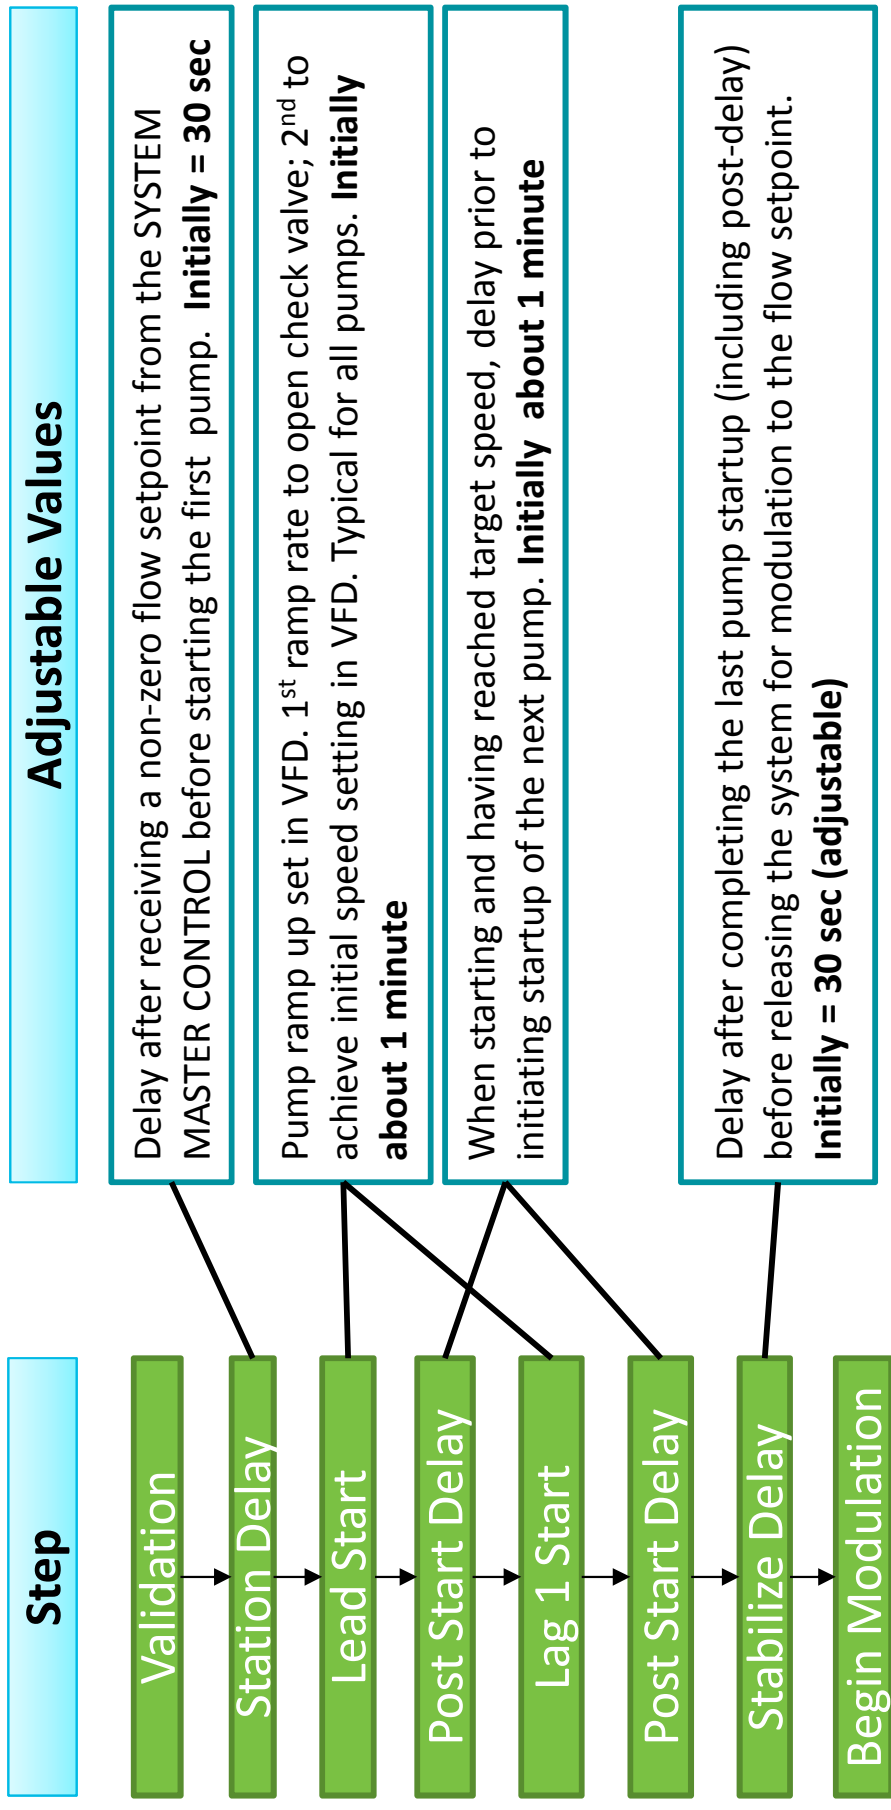 Step
Adjustable Values
Validation
Station Delay
Lead Start
Post Start Delay
Lag 1 Start
Post Start Delay
Stabilize Delay
Begin Modulation
Delay after receiving a non-zero flow setpoint from the SYSTEM
MASTER CONTROL before starting the first pump. Initially = 30 sec
Pump ramp up set in VFD. 1st ramp rate to open check valve; 2nd to
achieve initial speed setting in VFD. Typical for all pumps. Initially
about 1 minute
When starting and having reached target speed, delay prior to
initiating startup of the next pump. Initially about 1 minute
Delay after completing the last pump startup (including post-delay)
before releasing the system for modulation to the flow setpoint.
Initially = 30 sec (adjustable)